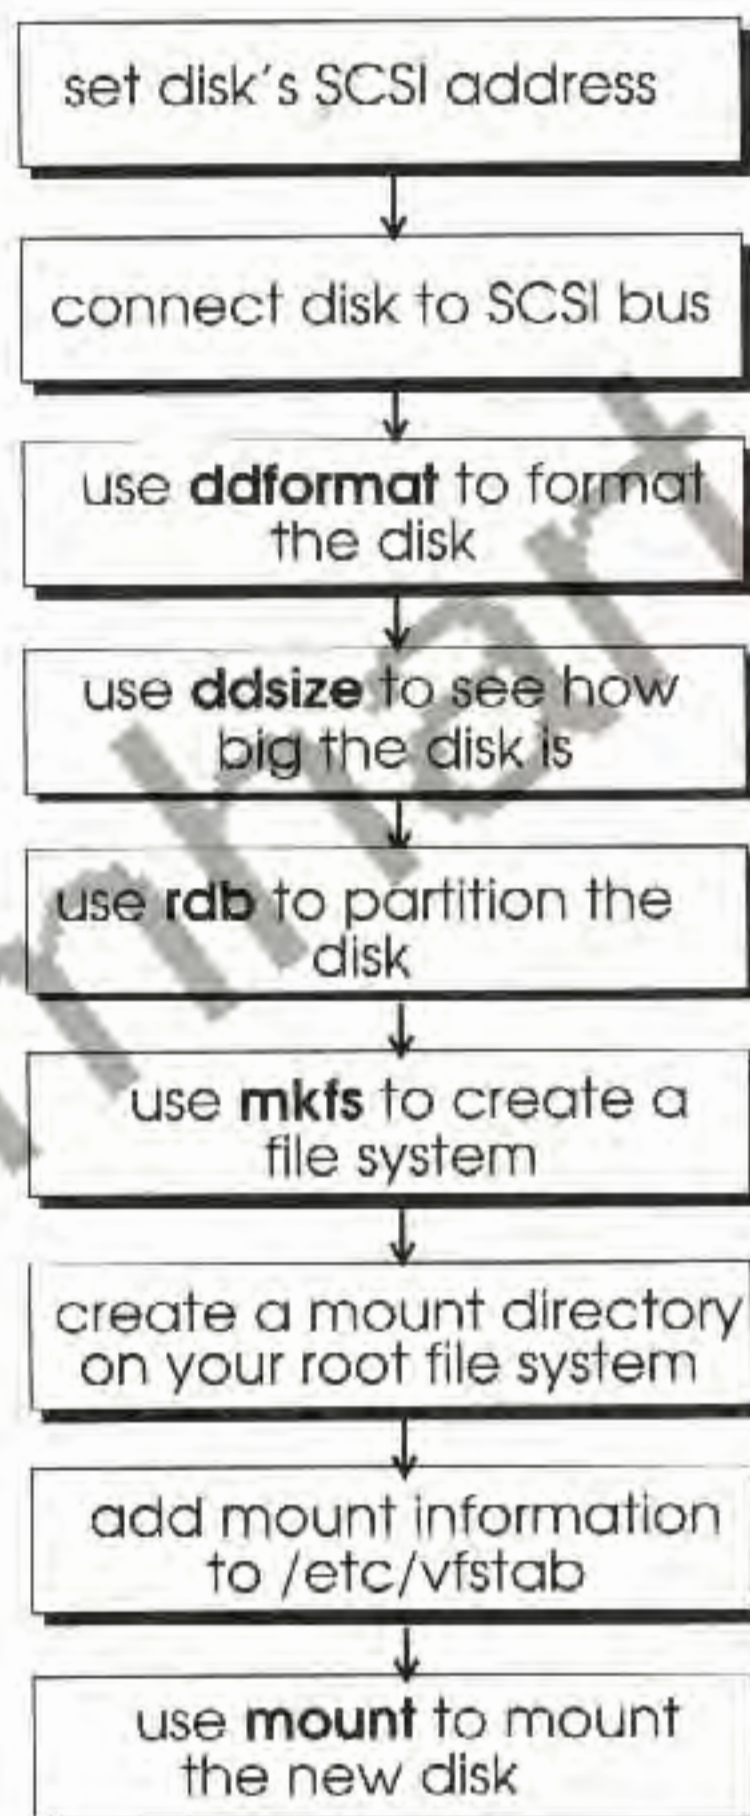 set disk's SCSI address
connect disk to SCSI bus
use ddformat to format
the disk
use ddsize to see how
big the disk is
use rdb to partition the
disk
use mkfs to create a
file system
create a mount directory
on your root file system
add mount information
to /etc/vfstab
use mount to mount
the new disk